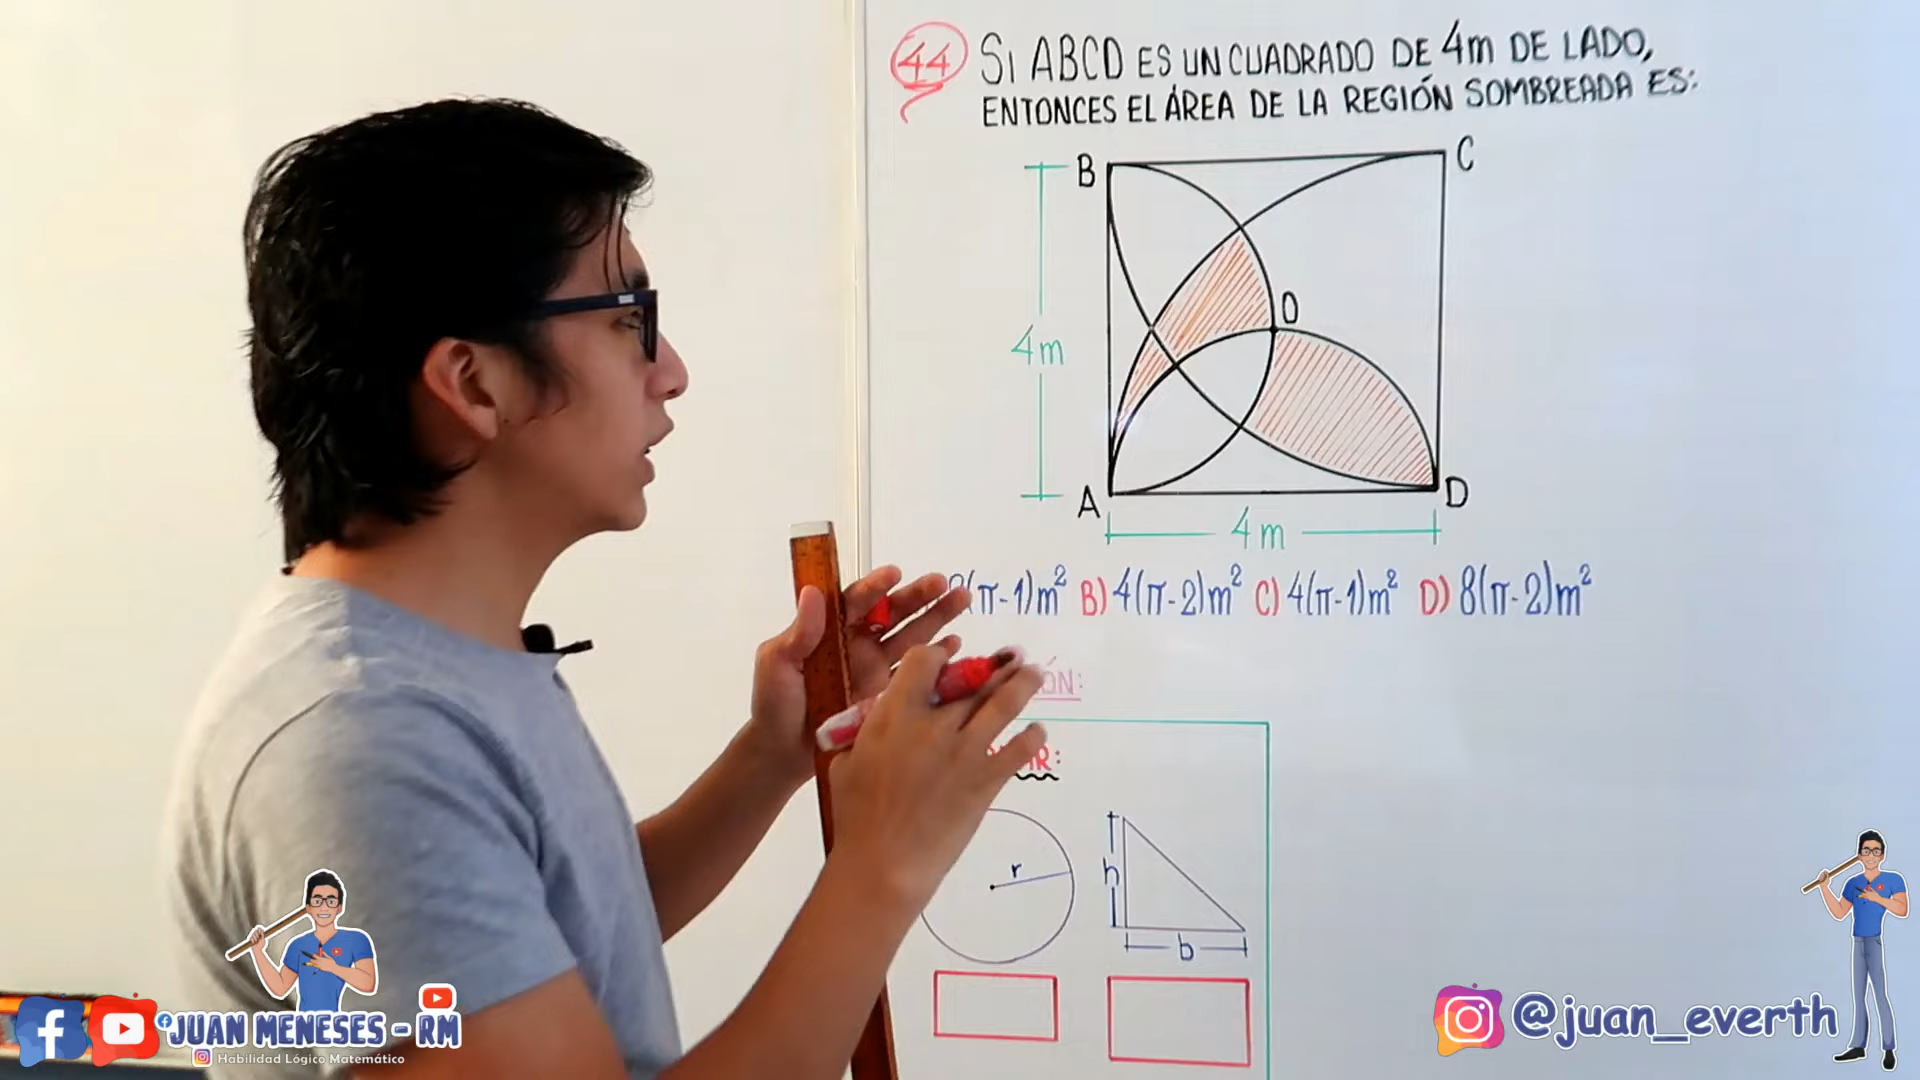 44 SI ABCD ES UN CUADRADO DE 4m DE LADO,
ENTONCES EL ÁREA DE LA REGIÓN SOMBREADA ES:
B
C
O
4m
A
D
4m
(π-1)m² B) 4(π-2)m² C) 4(π-1)m² D) 8(π-2)m²
r
h
b
JUAN MENESES - RM
Habilidad Lógico Matemático
@juan_everth